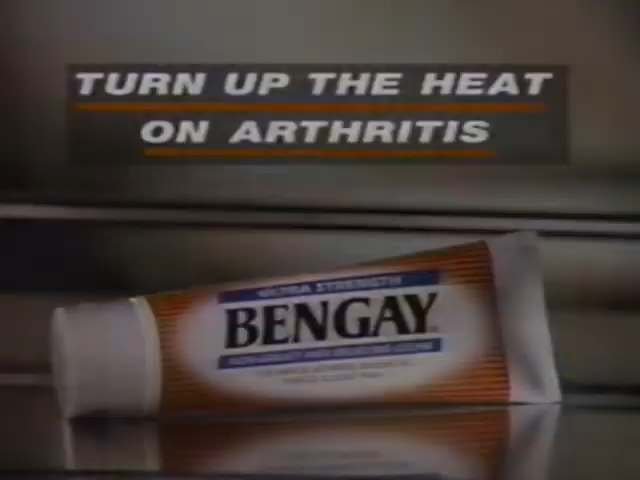 TURN UP THE HEAT
ON ARTHRITIS
ULTRA STRENGTH
BENGAY